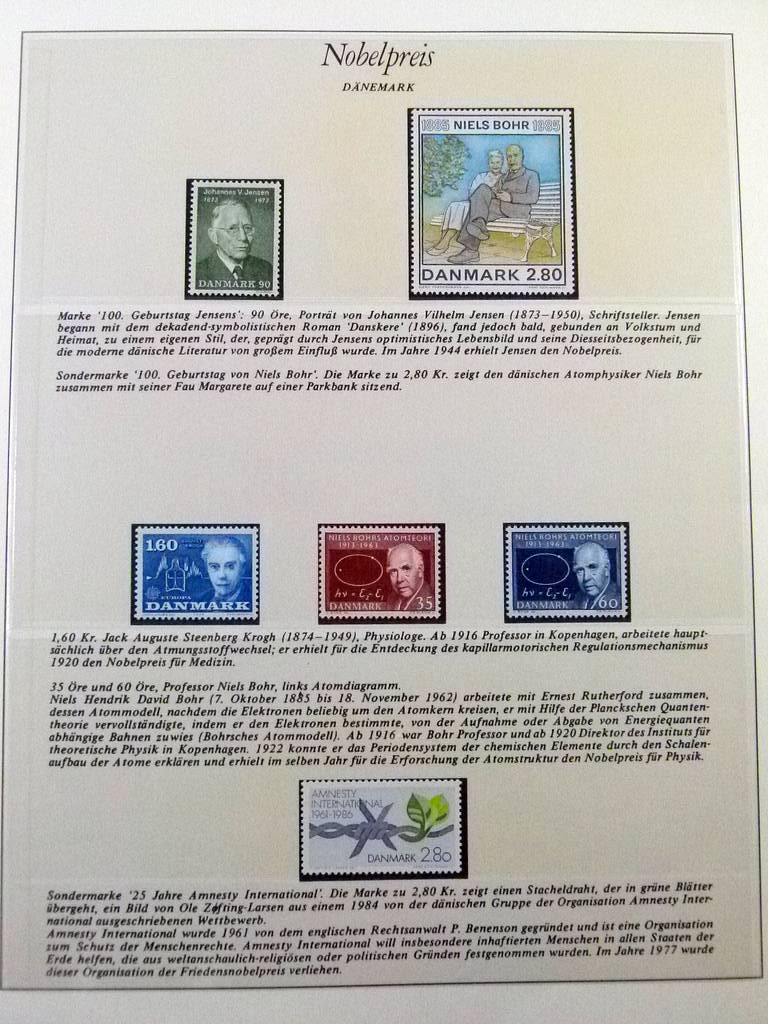 Nobelpreis
DÄNEMARK
Johannes V. Jensen
1873 1973
DANMARK 90
1885 NIELS BOHR 1985
DANMARK 2.80
Marke '100. Geburtstag Jensens': 90 Öre, Porträt von Johannes Vilhelm Jensen (1873–1950), Schriftsteller. Jensen
begann mit dem dekadend-symbolistischen Roman 'Danskere' (1896), fand jedoch bald, gebunden an Volkstum und
Heimat, zu einem eigenen Stil, der, geprägt durch Jensens optimistisches Lebensbild und seine Diesseitsbezogenheit, für
die moderne dänische Literatur von großem Einfluß wurde. Im Jahre 1944 erhielt Jensen den Nobelpreis.
Sondermarke '100. Geburtstag von Niels Bohr'. Die Marke zu 2,80 Kr. zeigt den dänischen Atomphysiker Niels Bohr
zusammen mit seiner Fau Margarete auf einer Parkbank sitzend.
1.60
EUROPA
DANMARK
NIELS BOHRS ATOMTEORI
1913-1963
hν = E₂-E₁
DANMARK 35
NIELS BOHRS ATOMTEORI
1913-1963
hν = E₂-E₁
DANMARK 60
1,60 Kr. Jack Auguste Steenberg Krogh (1874–1949), Physiologe. Ab 1916 Professor in Kopenhagen, arbeitete haupt-
sächlich über den Atmungsstoffwechsel; er erhielt für die Entdeckung des kapillarmotorischen Regulationsmechanismus
1920 den Nobelpreis für Medizin.
35 Öre und 60 Öre, Professor Niels Bohr, links Atomdiagramm.
Niels Hendrik David Bohr (7. Oktober 1885 bis 18. November 1962) arbeitete mit Ernest Rutherford zusammen,
dessen Atommodell, nachdem die Elektronen beliebig um den Atomkern kreisen, er mit Hilfe der Planckschen Quanten-
theorie vervollständigte, indem er den Elektronen bestimmte, von der Aufnahme oder Abgabe von Energiequanten
abhängige Bahnen zuwies (Bohrsches Atommodell). Ab 1916 war Bohr Professor und ab 1920 Direktor des Instituts für
theoretische Physik in Kopenhagen. 1922 konnte er das Periodensystem der chemischen Elemente durch den Schalen-
aufbau der Atome erklären und erhielt im selben Jahr für die Erforschung der Atomstruktur den Nobelpreis für Physik.
AMNESTY
INTERNATIONAL
1961-1986
DANMARK 2.80
Sondermarke '25 Jahre Amnesty International'. Die Marke zu 2,80 Kr. zeigt einen Stacheldraht, der in grüne Blätter
übergeht, ein Bild von Ole Zøfting-Larsen aus einem 1984 von der dänischen Gruppe der Organisation Amnesty Inter-
national ausgeschriebenen Wettbewerb.
Amnesty International wurde 1961 von dem englischen Rechtsanwalt P. Benenson gegründet und ist eine Organisation
zum Schutz der Menschenrechte. Amnesty International will insbesondere inhaftierten Menschen in allen Staaten der
Erde helfen, die aus weltanschaulich-religiösen oder politischen Gründen festgenommen wurden. Im Jahre 1977 wurde
dieser Organisation der Friedensnobelpreis verliehen.